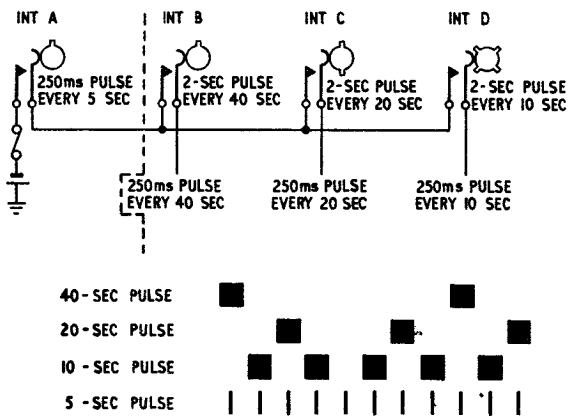 INT A
INT B
INT C
INT D
250ms PULSE
EVERY 5 SEC
2-SEC PULSE
EVERY 40 SEC
2-SEC PULSE
EVERY 20 SEC
2-SEC PULSE
EVERY 10 SEC
250ms PULSE
EVERY 40 SEC
250ms PULSE
EVERY 20 SEC
250ms PULSE
EVERY 10 SEC
40-SEC PULSE
20-SEC PULSE
10-SEC PULSE
5-SEC PULSE